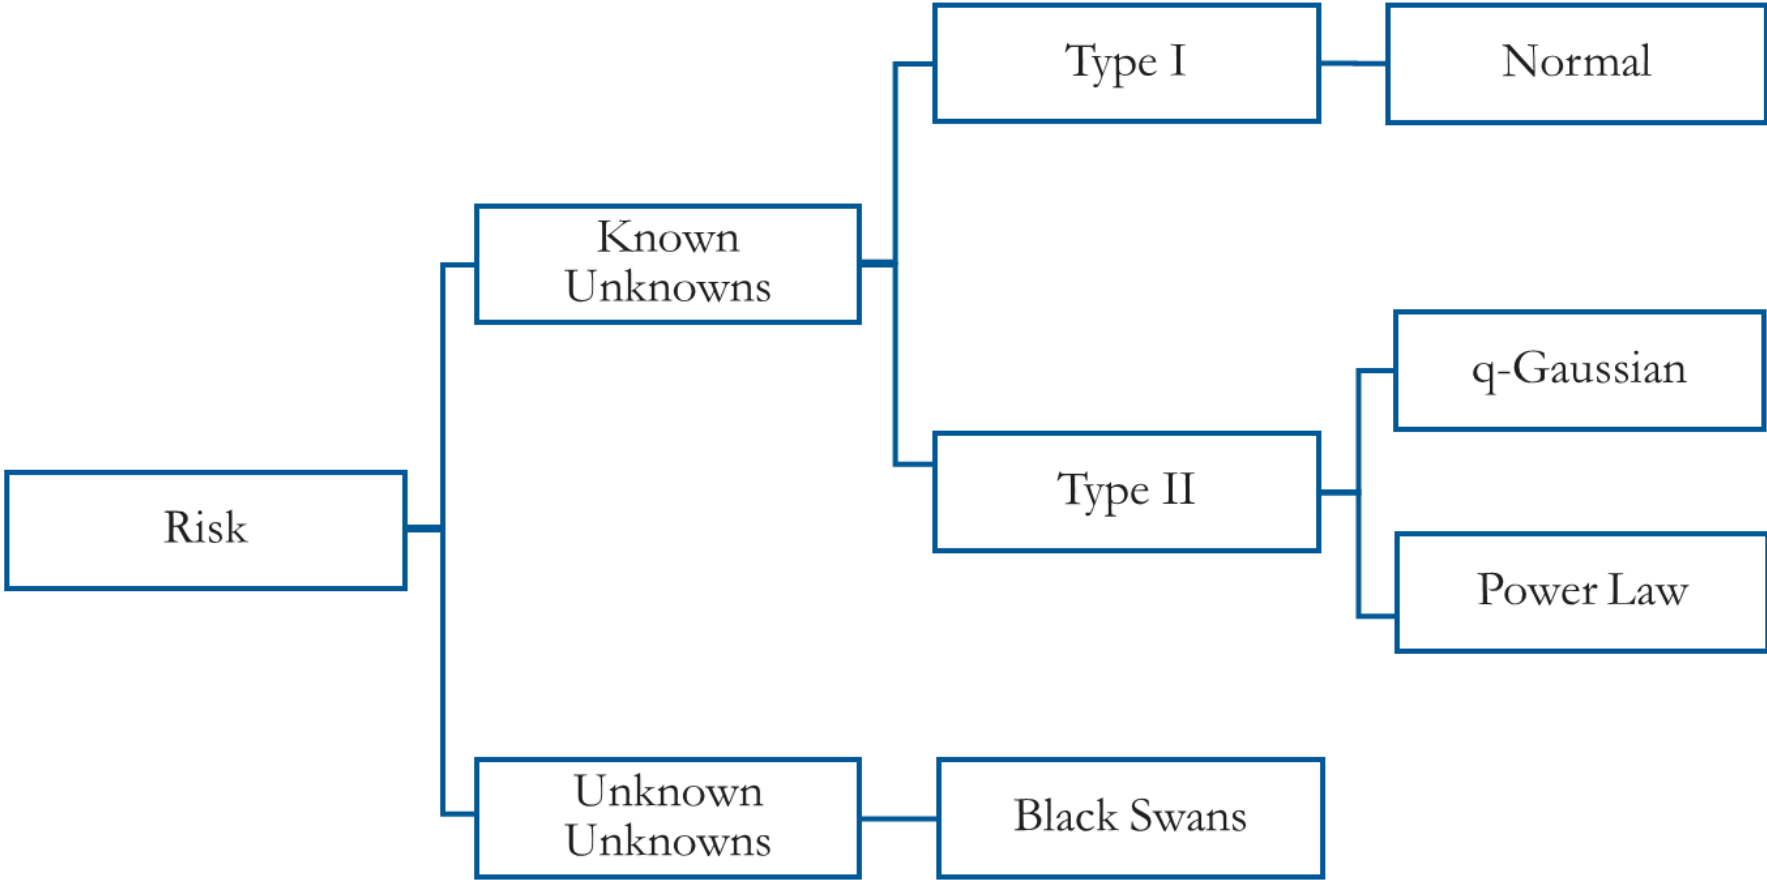 Type I
Normal
Known
Unknowns
q-Gaussian
Type II
Risk
Power Law
Unknown
Unknowns
Black Swans